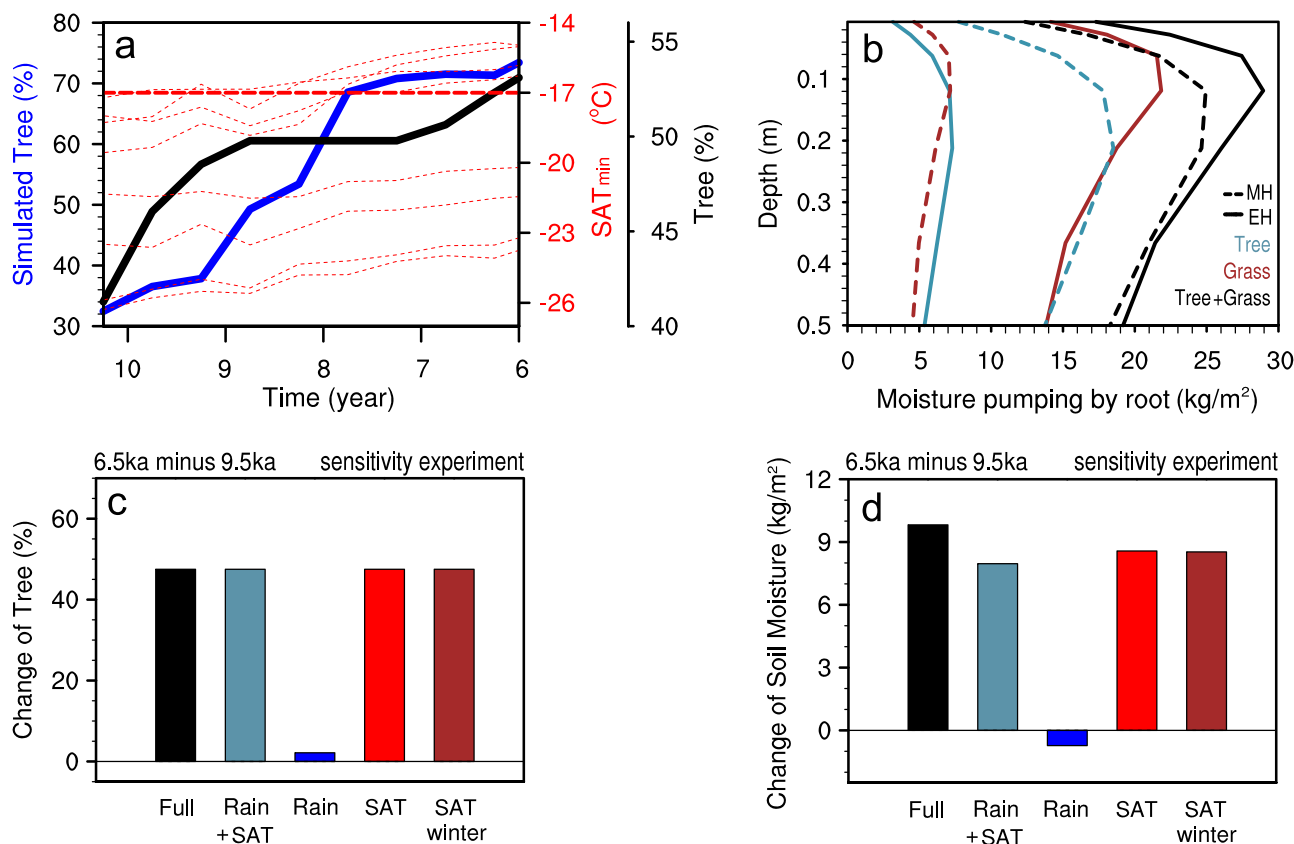 a
80
70
60
50
40
30
Simulated Tree (%)
10 9 8 7 6
Time (year)
-14
-17
-20
-23
-26
SATmin (°C)
55
50
45
40
Tree (%)
b
0.1
0.2
0.3
0.4
0.5
Depth (m)
MH
EH
Tree
Grass
Tree+Grass
0 5 10 15 20 25 30
Moisture pumping by root (kg/m²)
6.5ka minus 9.5ka sensitivity experiment
c
60
40
20
0
Change of Tree (%)
Full Rain Rain SAT SAT
+SAT winter
6.5ka minus 9.5ka sensitivity experiment
d
12
9
6
3
0
Change of Soil Moisture (kg/m²)
Full Rain Rain SAT SAT
+SAT winter